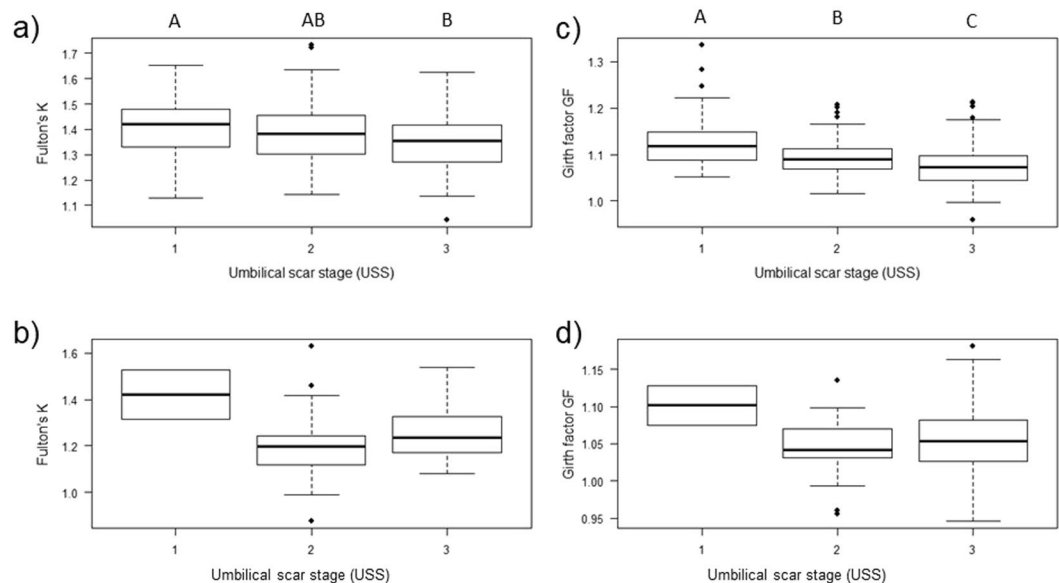 a)
A AB B
Fulton's K
1.7
1.6
1.5
1.4
1.3
1.2
1.1
1 2 3
Umbilical scar stage (USS)
c)
A B C
Girth factor GF
1.3
1.2
1.1
1.0
1 2 3
Umbilical scar stage (USS)
b)
Fulton's K
1.6
1.4
1.2
1.0
1 2 3
Umbilical scar stage (USS)
d)
Girth factor GF
1.15
1.10
1.05
1.00
0.95
1 2 3
Umbilical scar stage (USS)